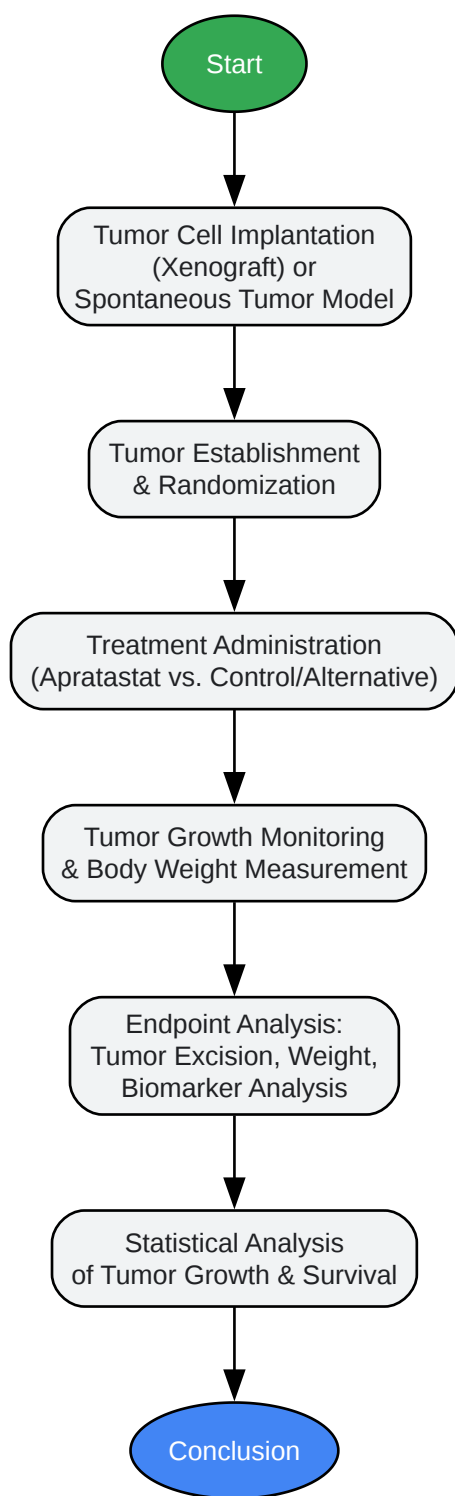 Start
Tumor Cell Implantation
(Xenograft) or
Spontaneous Tumor Model
Tumor Establishment
& Randomization
Treatment Administration
(Apratastat vs. Control/Alternative)
Tumor Growth Monitoring
& Body Weight Measurement
Endpoint Analysis:
Tumor Excision, Weight,
Biomarker Analysis
Statistical Analysis
of Tumor Growth & Survival
Conclusion